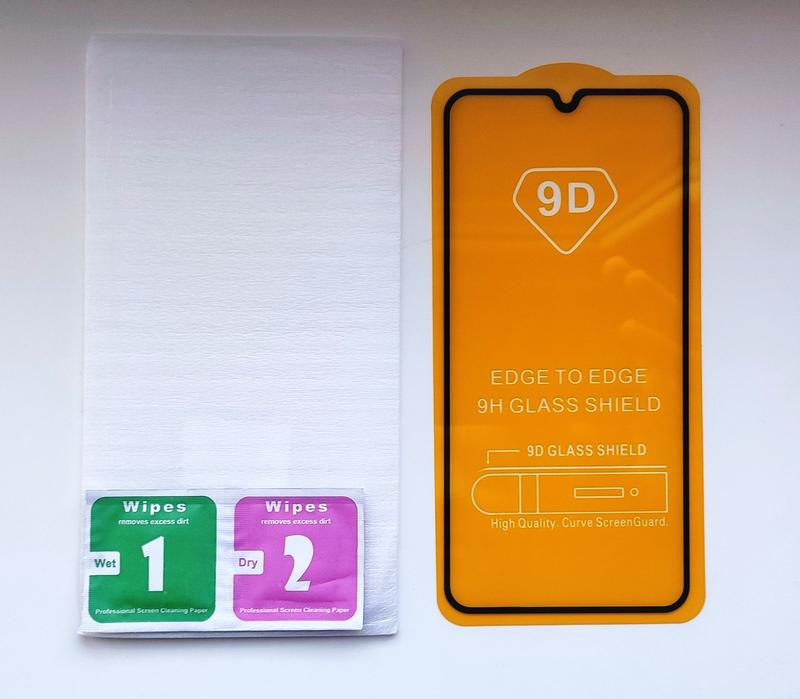 Wipes
removes excess dirt
Wet
1
Professional Screen Cleaning Paper
Wipes
removes excess dirt
Dry
2
Professional Screen Cleaning Paper
9D
EDGE TO EDGE
9H GLASS SHIELD
9D GLASS SHIELD
High Quality. Curve ScreenGuard.